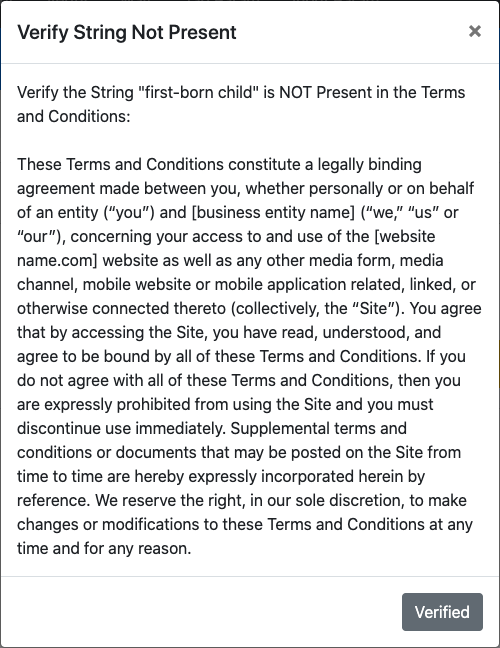 Verify String Not Present
×
Verify the String "first-born child" is NOT Present in the Terms
and Conditions:
These Terms and Conditions constitute a legally binding
agreement made between you, whether personally or on behalf
of an entity (“you”) and [business entity name] (“we,” “us” or
“our”), concerning your access to and use of the [website
name.com] website as well as any other media form, media
channel, mobile website or mobile application related, linked, or
otherwise connected thereto (collectively, the “Site”). You agree
that by accessing the Site, you have read, understood, and
agree to be bound by all of these Terms and Conditions. If you
do not agree with all of these Terms and Conditions, then you
are expressly prohibited from using the Site and you must
discontinue use immediately. Supplemental terms and
conditions or documents that may be posted on the Site from
time to time are hereby expressly incorporated herein by
reference. We reserve the right, in our sole discretion, to make
changes or modifications to these Terms and Conditions at any
time and for any reason.
Verified